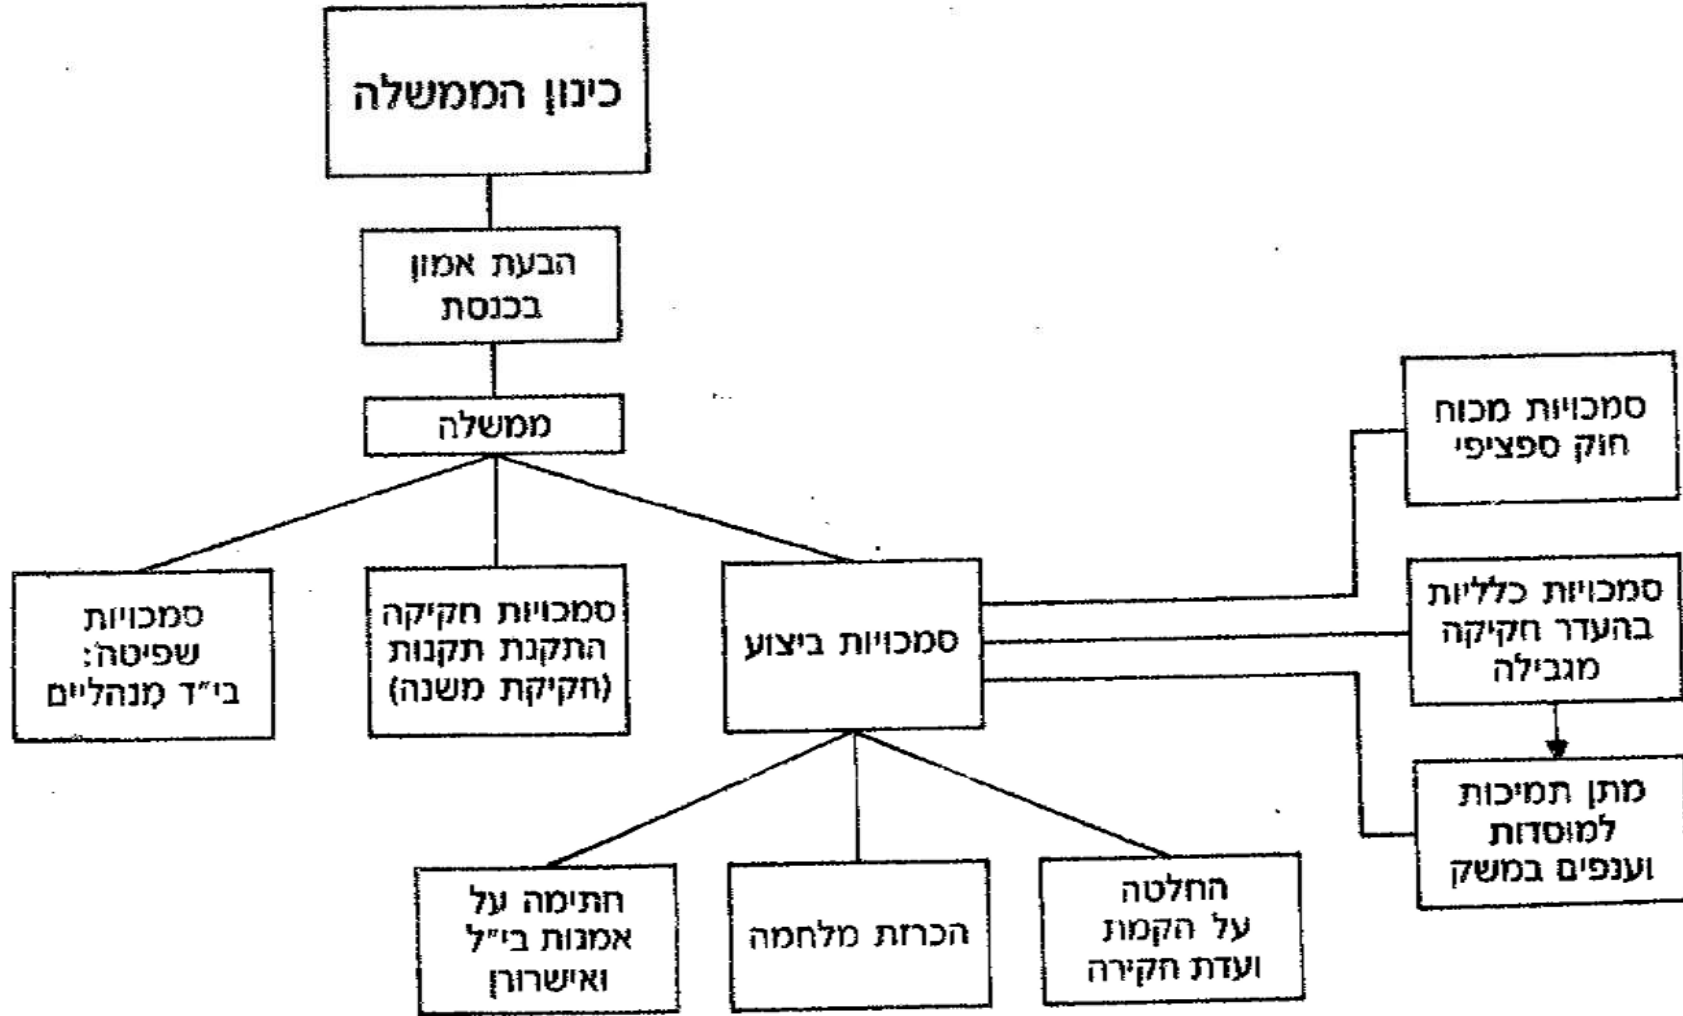 כינון הממשלה
הבעת אמון
בכנסת
ממשלה
סמכויות מכוח
חוק ספציפי
סמכויות
שפיטה:
בי״ד מנהליים
סמכויות חקיקה
התקנת תקנות
(חקיקת משנה)
סמכויות ביצוע
סמכויות כלליות
בהעדר חקיקה
מגבילה
מתן תמיכות
למוסדות
וענפים במשק
חתימה על
אמנות בי״ל
ואישרורן
הכרזת מלחמה
החלטה
על הקמת
ועדת חקירה